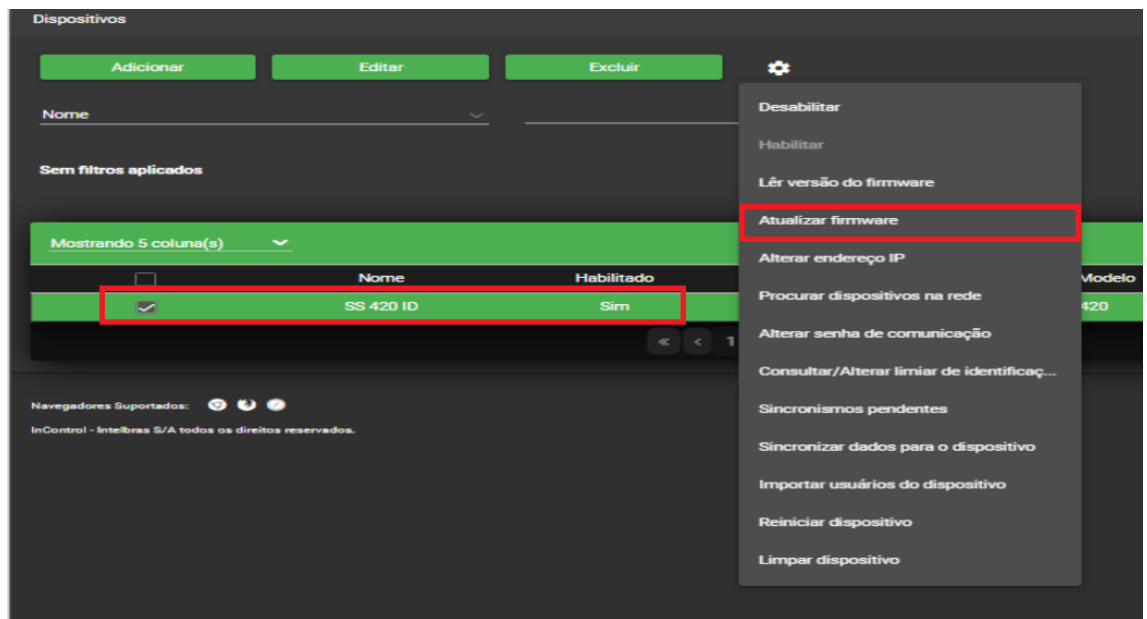 Dispositivos
Adicionar Editar Excluir
Nome
Sem filtros aplicados
Desabilitar
Habilitar
Lêr versão do firmware
Atualizar firmware
Alterar endereço IP
Procurar dispositivos na rede
Alterar senha de comunicação
Consultar/Alterar limiar de identificaç...
Sincronismos pendentes
Sincronizar dados para o dispositivo
Importar usuários do dispositivo
Reiniciar dispositivo
Limpar dispositivo
Mostrando 5 coluna(s)
Nome Habilitado Modelo
SS 420 ID Sim 420
« < 1
Navegadores Suportados:
InControl - Intelbras S/A todos os direitos reservados.